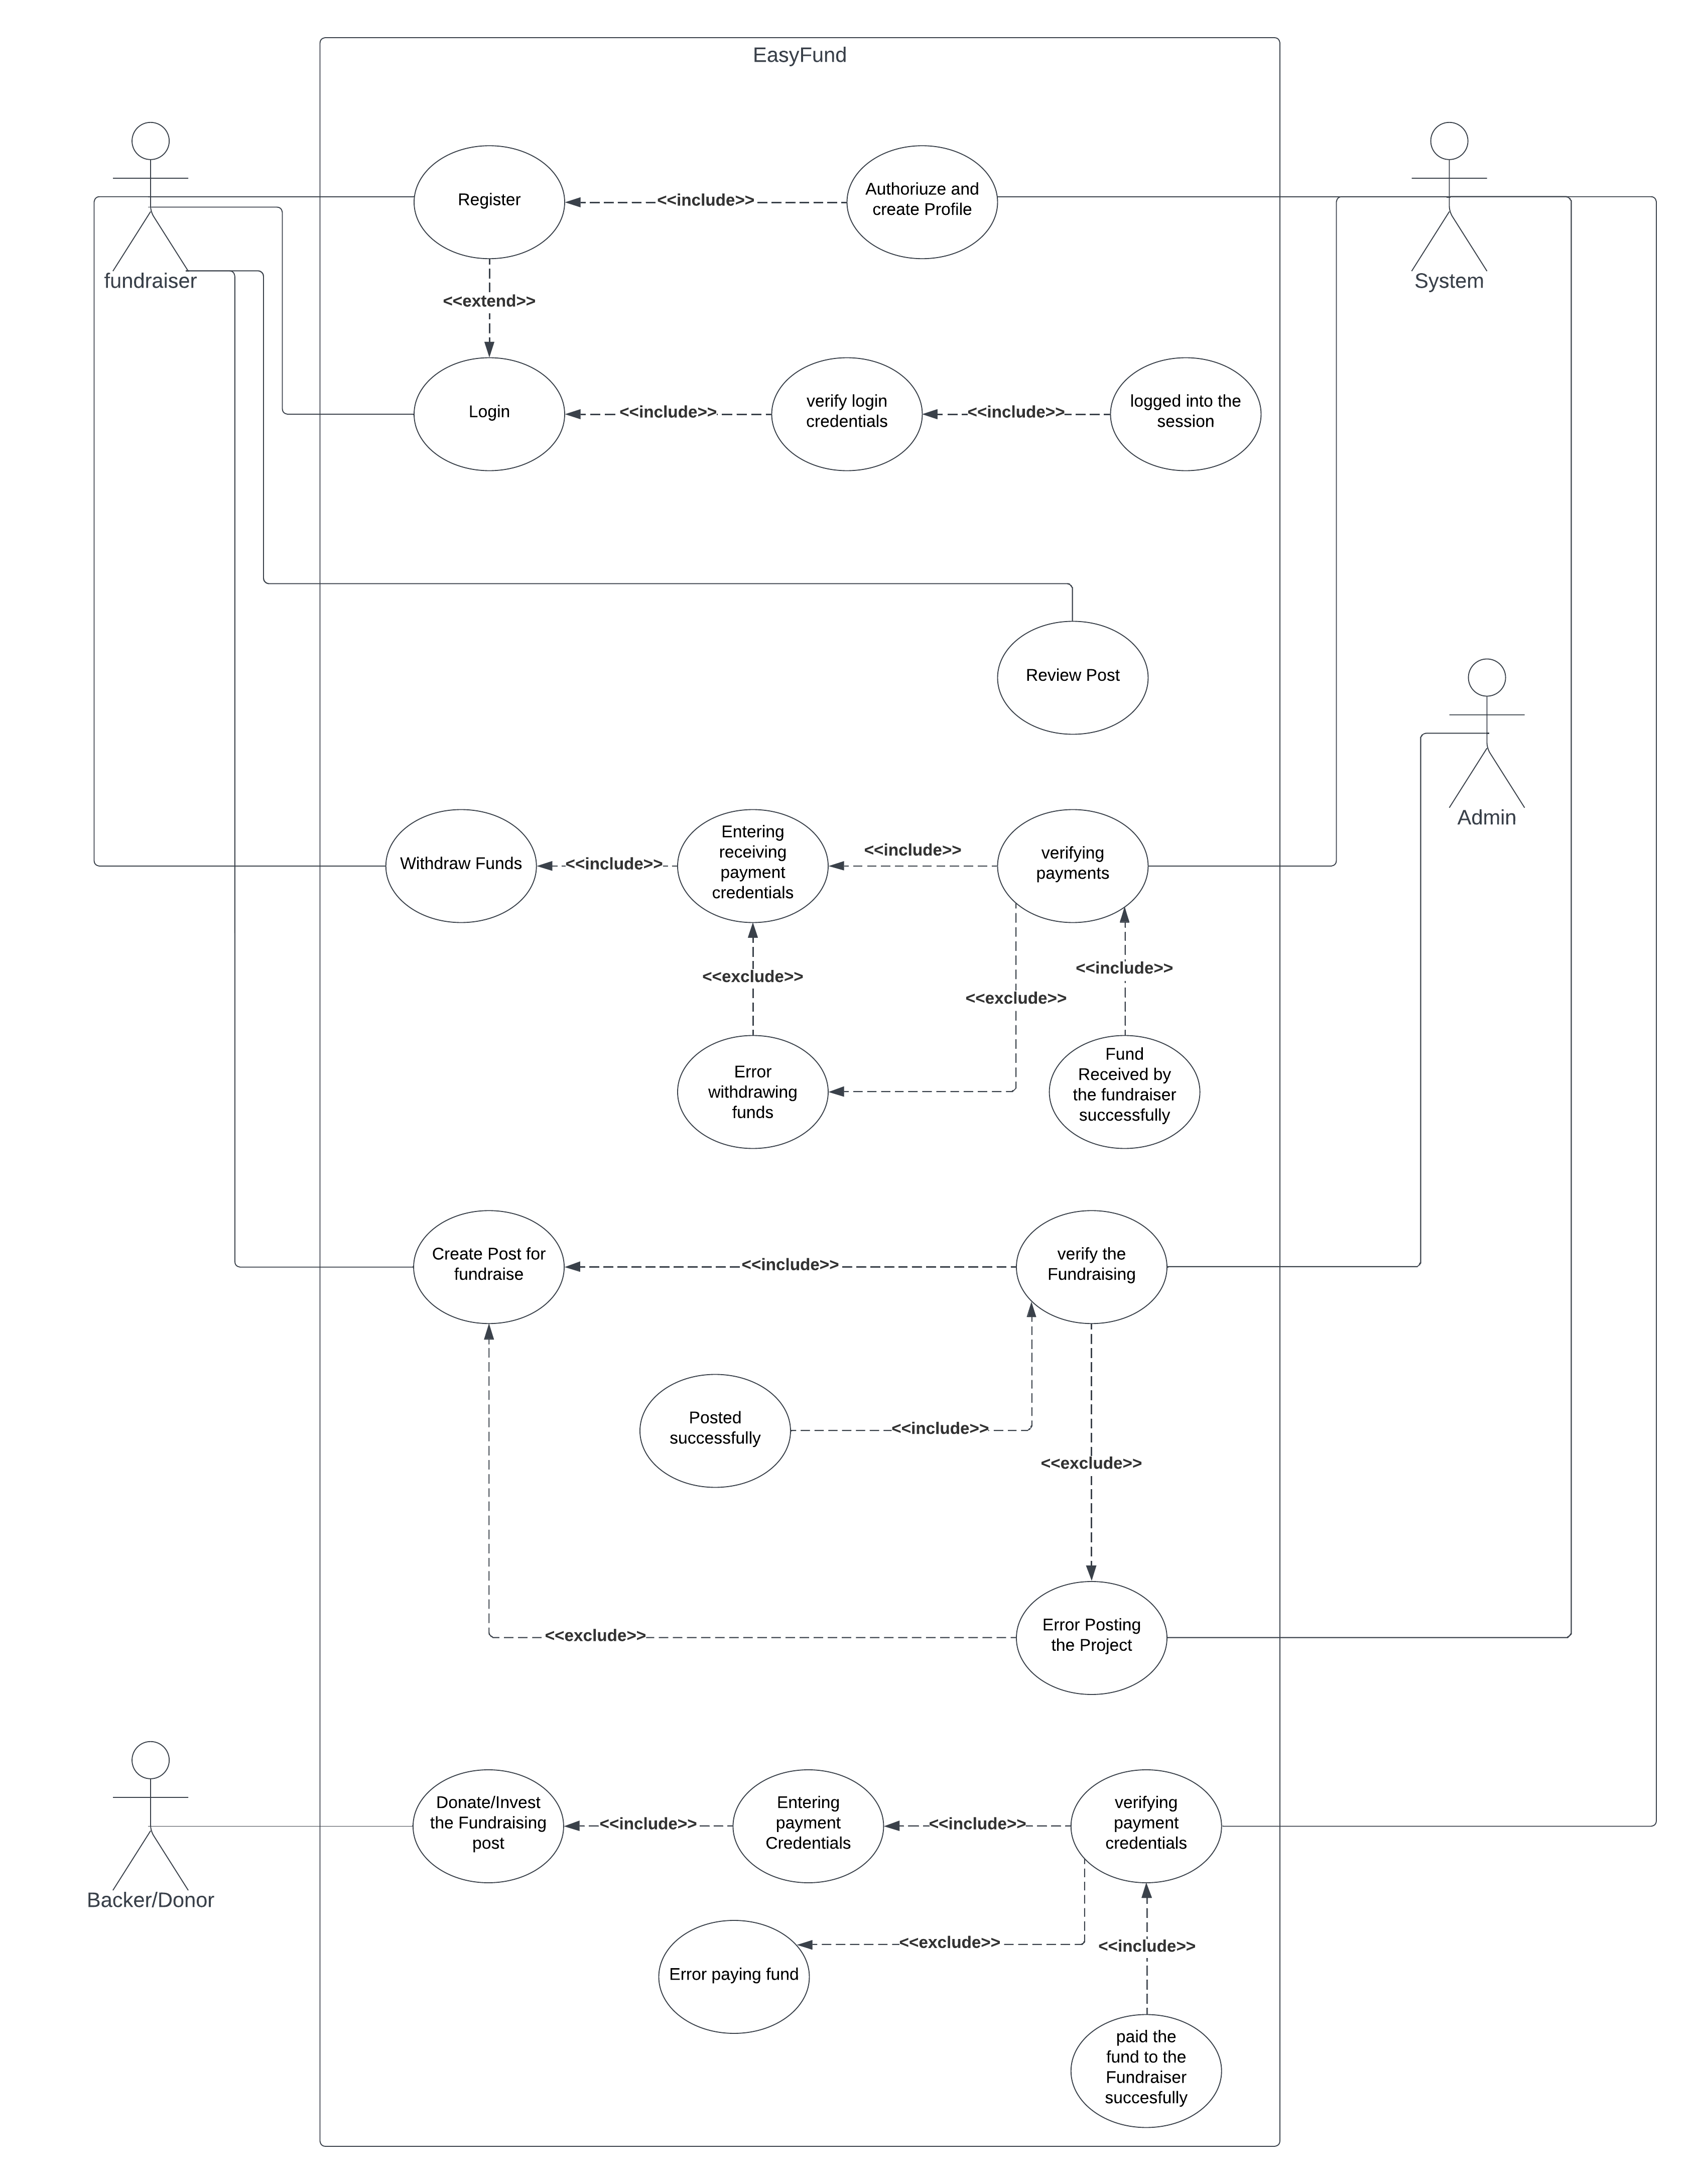 EasyFund
Register
<<include>>
Authoriuze and
create Profile
fundraiser
System
<<extend>>
Login
<<include>>
verify login
credentials
<<include>>
logged into the
session
Review Post
Admin
Withdraw Funds
<<include>>
Entering
receiving
payment
credentials
<<include>>
verifying
payments
<<exclude>>
<<include>>
<<exclude>>
Error
withdrawing
funds
Fund
Received by
the fundraiser
successfully
Create Post for
fundraise
<<include>>
verify the
Fundraising
Posted
successfully
<<include>>
<<exclude>>
<<exclude>>
Error Posting
the Project
Backer/Donor
Donate/Invest
the Fundraising
post
<<include>>
Entering
payment
Credentials
<<include>>
verifying
payment
credentials
<<exclude>>
<<include>>
Error paying fund
paid the
fund to the
Fundraiser
succesfully